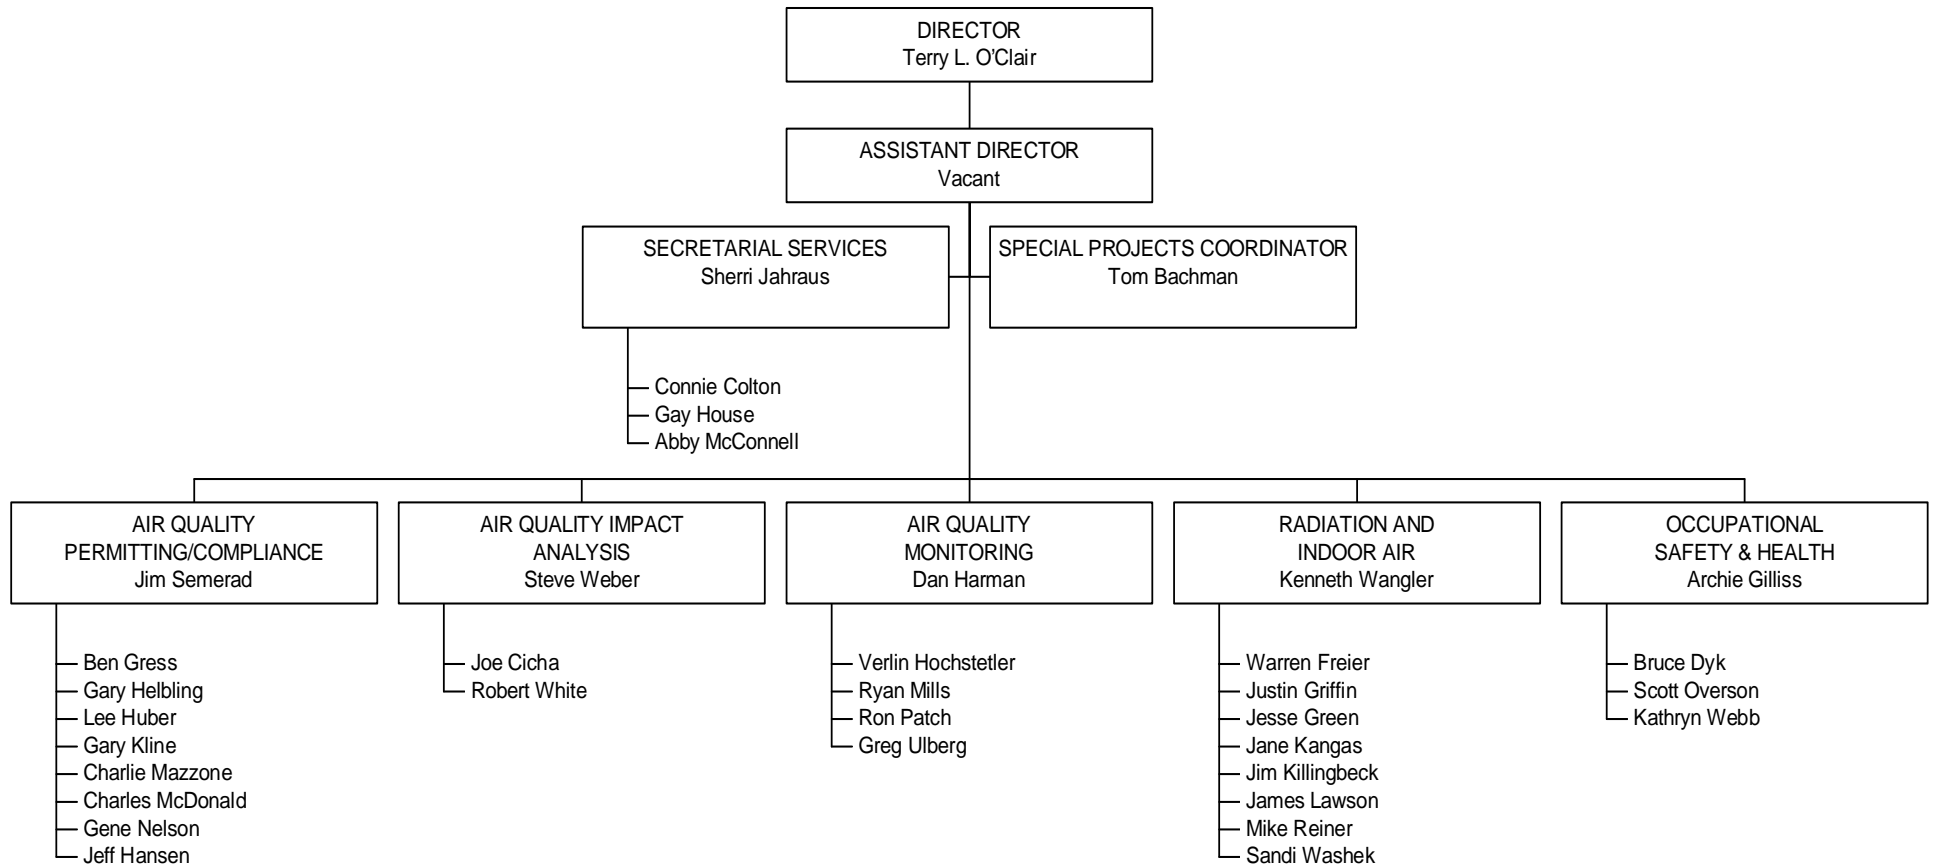 DIRECTOR
Terry L. O'Clair
ASSISTANT DIRECTOR
Vacant
SECRETARIAL SERVICES
Sherri Jahraus
SPECIAL PROJECTS COORDINATOR
Tom Bachman
Connie Colton
Gay House
Abby McConnell
AIR QUALITY
PERMITTING/COMPLIANCE
Jim Semerad
Ben Gress
Gary Helbling
Lee Huber
Gary Kline
Charlie Mazzone
Charles McDonald
Gene Nelson
Jeff Hansen
AIR QUALITY IMPACT
ANALYSIS
Steve Weber
Joe Cicha
Robert White
AIR QUALITY
MONITORING
Dan Harman
Verlin Hochstetler
Ryan Mills
Ron Patch
Greg Ulberg
RADIATION AND
INDOOR AIR
Kenneth Wangler
Warren Freier
Justin Griffin
Jesse Green
Jane Kangas
Jim Killingbeck
James Lawson
Mike Reiner
Sandi Washek
OCCUPATIONAL
SAFETY & HEALTH
Archie Gilliss
Bruce Dyk
Scott Overson
Kathryn Webb